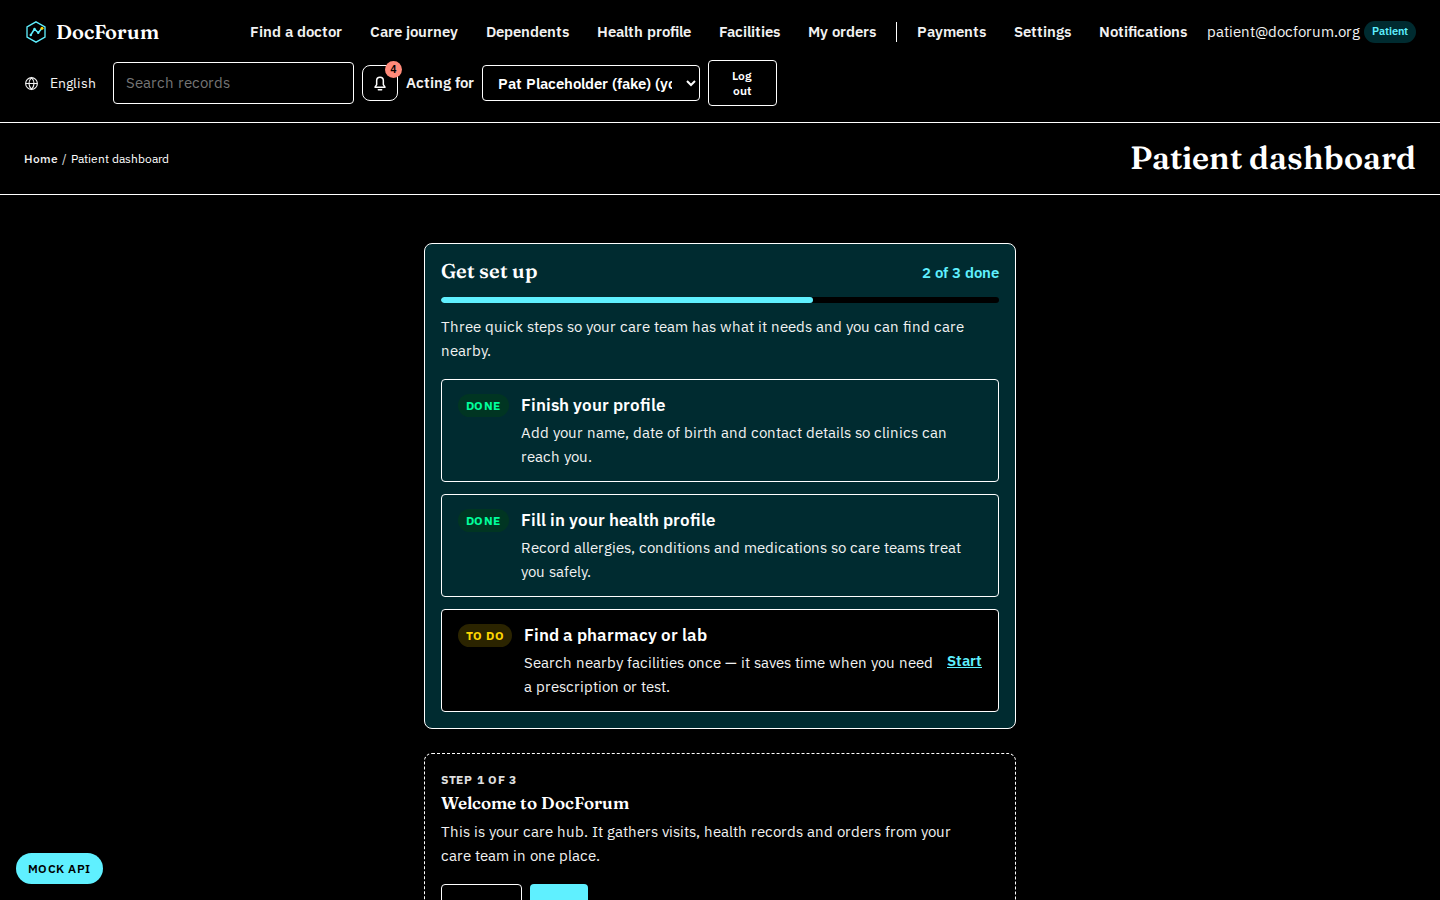 DocForum
Find a doctor
Care journey
Dependents
Health profile
Facilities
My orders
Payments
Settings
Notifications
patient@docforum.org
Patient
English
Search records
4
Acting for
Pat Placeholder (fake) (yo
Log
out
Home / Patient dashboard
Patient dashboard
Get set up
2 of 3 done
Three quick steps so your care team has what it needs and you can find care
nearby.
DONE
Finish your profile
Add your name, date of birth and contact details so clinics can
reach you.
DONE
Fill in your health profile
Record allergies, conditions and medications so care teams treat
you safely.
TO DO
Find a pharmacy or lab
Search nearby facilities once — it saves time when you need
a prescription or test.
Start
STEP 1 OF 3
Welcome to DocForum
This is your care hub. It gathers visits, health records and orders from your
care team in one place.
MOCK API